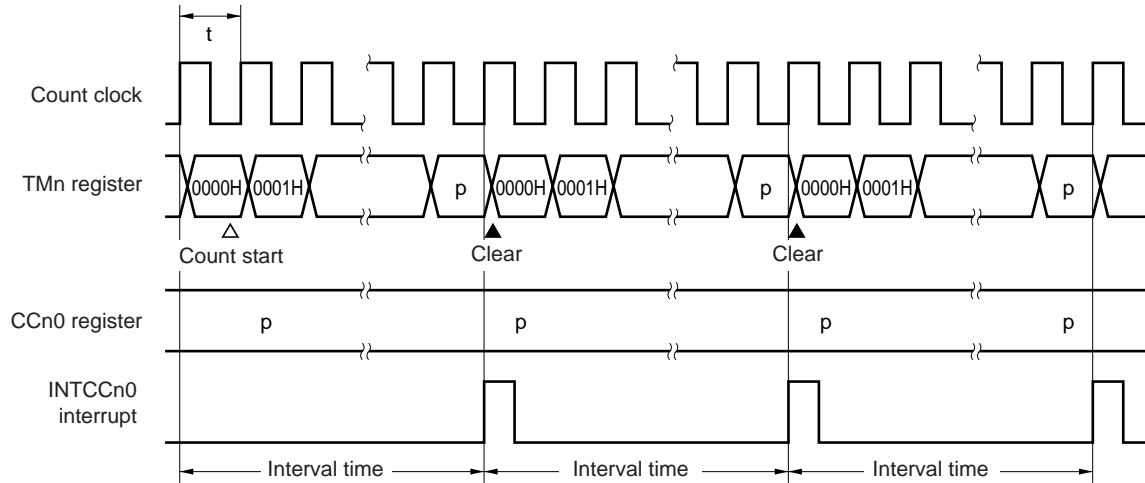 t
Count clock
TMn register
0000H 0001H p 0000H 0001H p 0000H 0001H p
Count start Clear Clear
CCn0 register
p p p p
INTCCn0
interrupt
Interval time Interval time Interval time